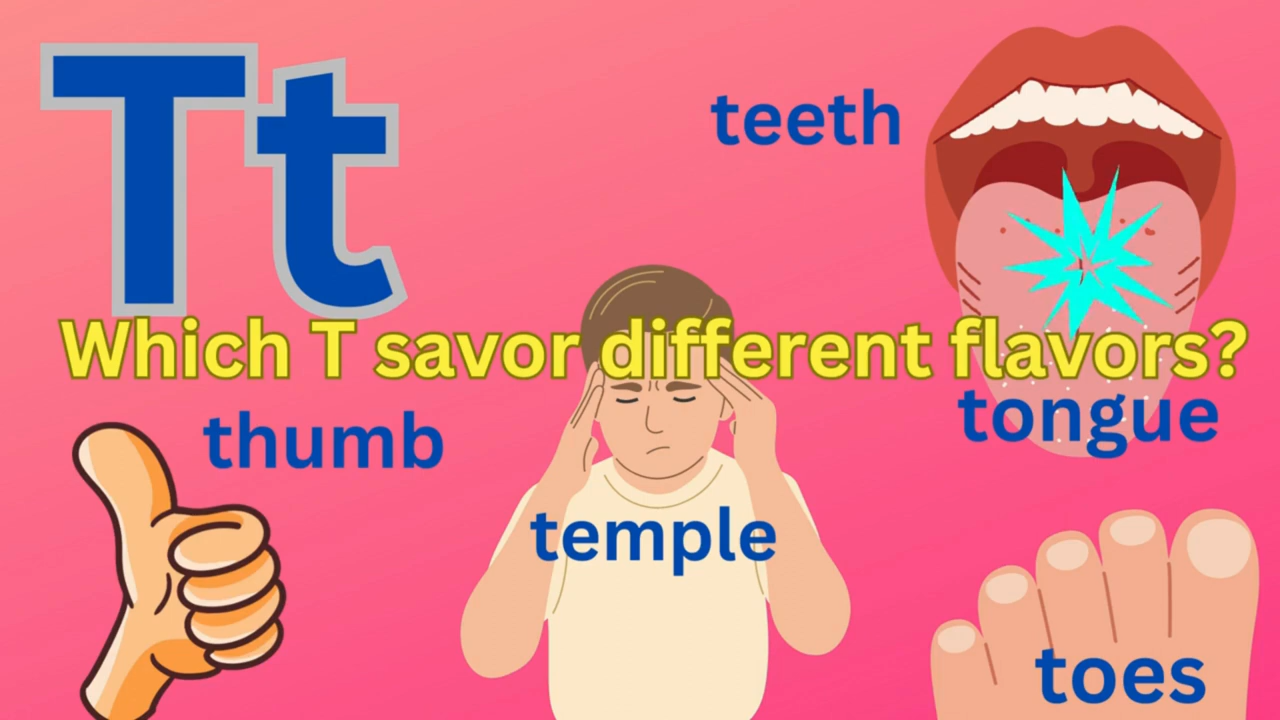 Tt
teeth
Which T savor different flavors?
tongue
thumb
temple
toes